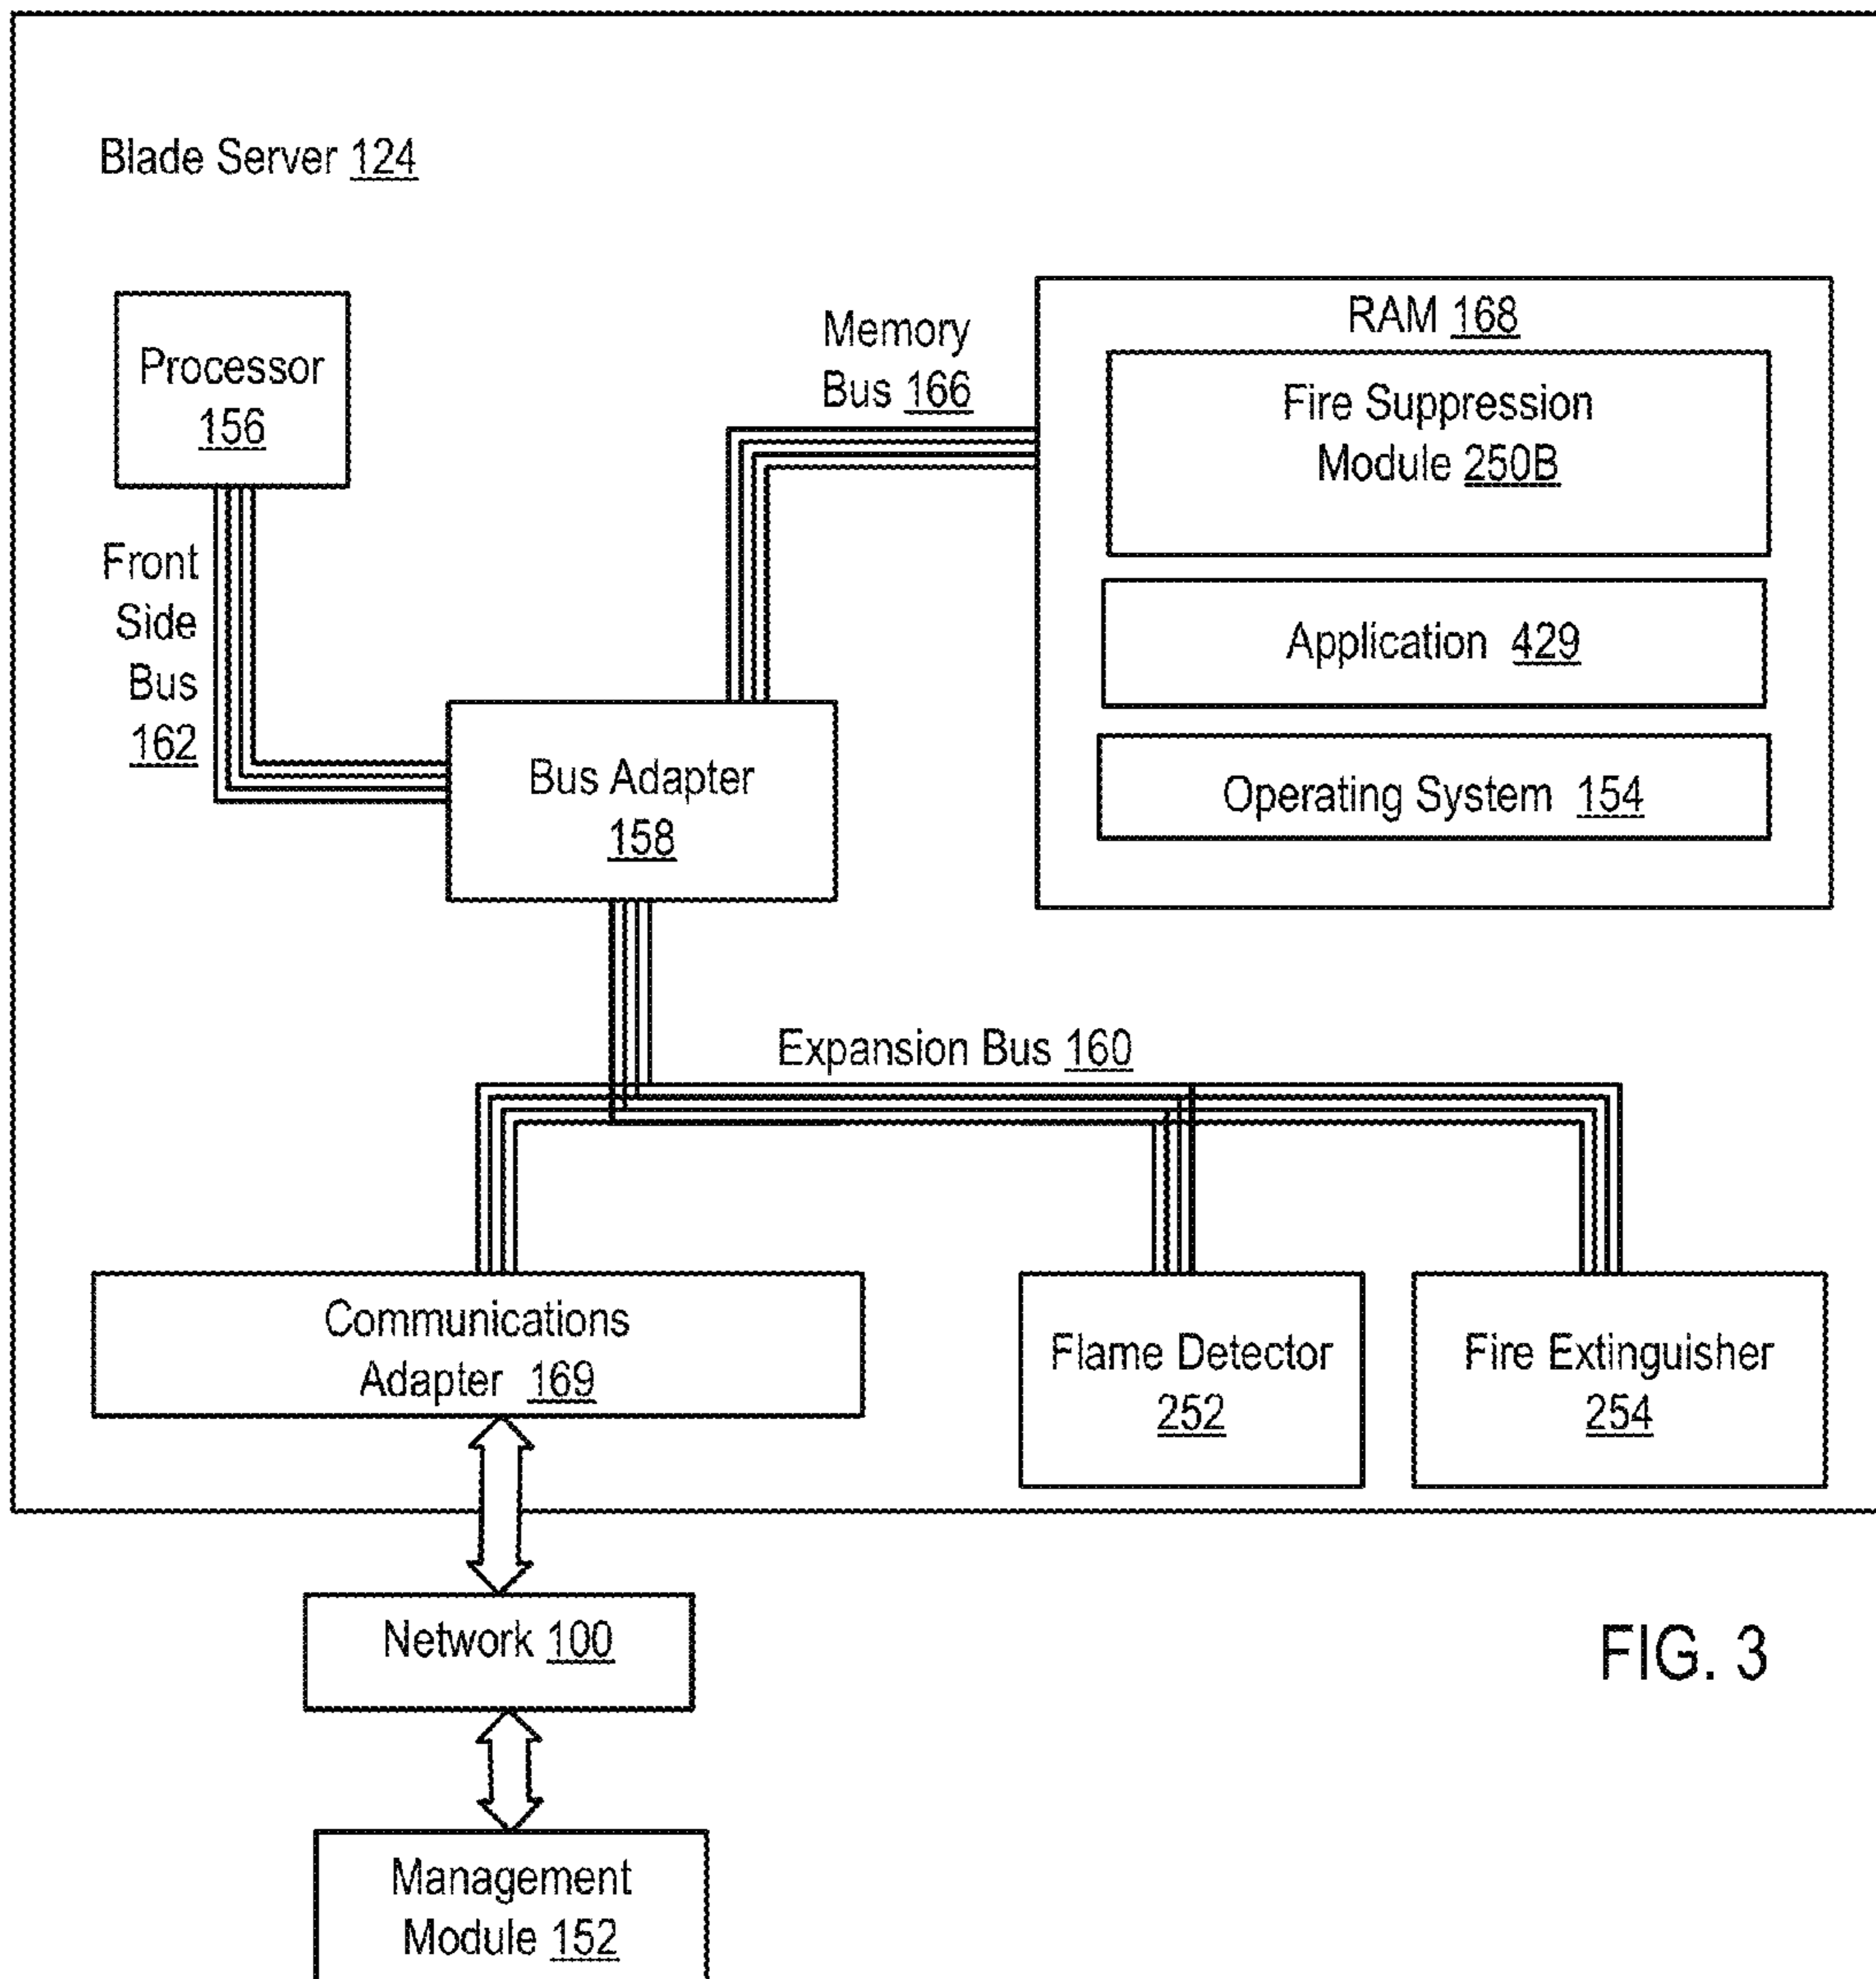 Blade Server 124
Processor
156
Memory
Bus 166
RAM 168
Fire Suppression
Module 250B
Application 429
Operating System 154
Front
Side
Bus
162
Bus Adapter
158
Expansion Bus 160
Communications
Adapter 169
Flame Detector
252
Fire Extinguisher
254
Network 100
Management
Module 152
FIG. 3